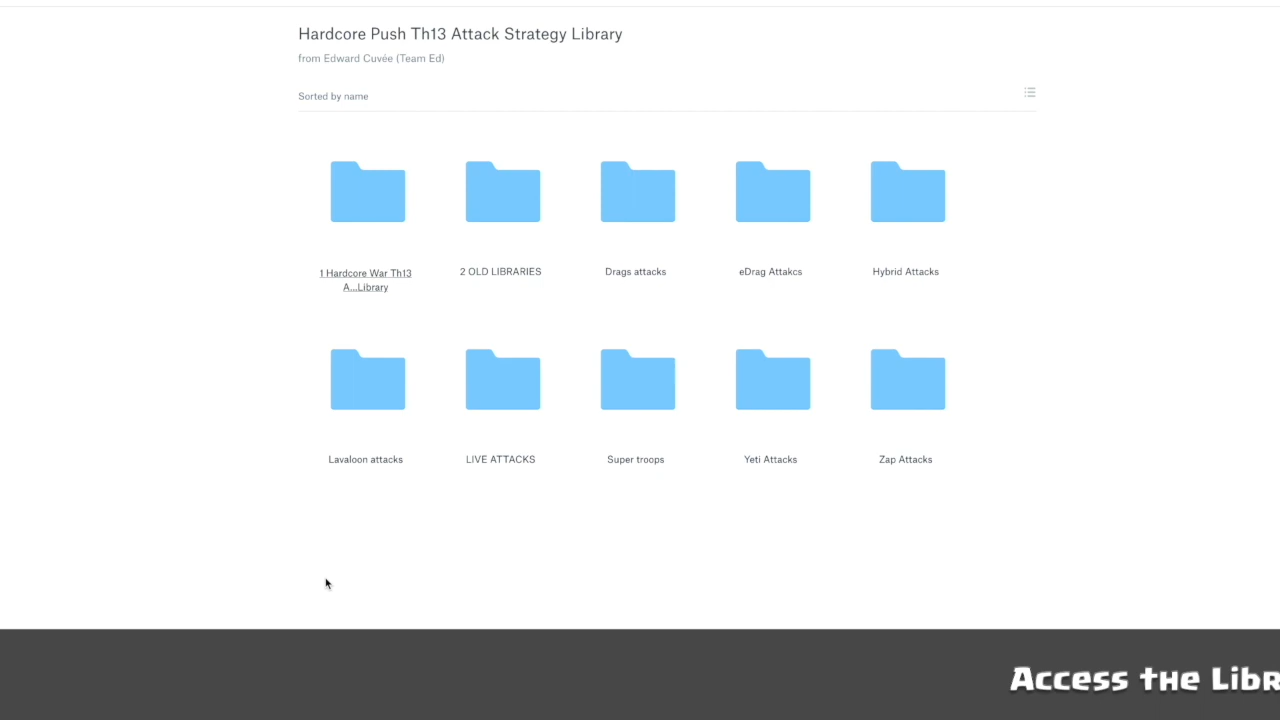 Hardcore Push Th13 Attack Strategy Library
from Edward Cuvée (Team Ed)
Sorted by name
1 Hardcore War Th13
A...Library
2 OLD LIBRARIES
Drags attacks
eDrag Attakcs
Hybrid Attacks
Lavaloon attacks
LIVE ATTACKS
Super troops
Yeti Attacks
Zap Attacks
Access the Libr